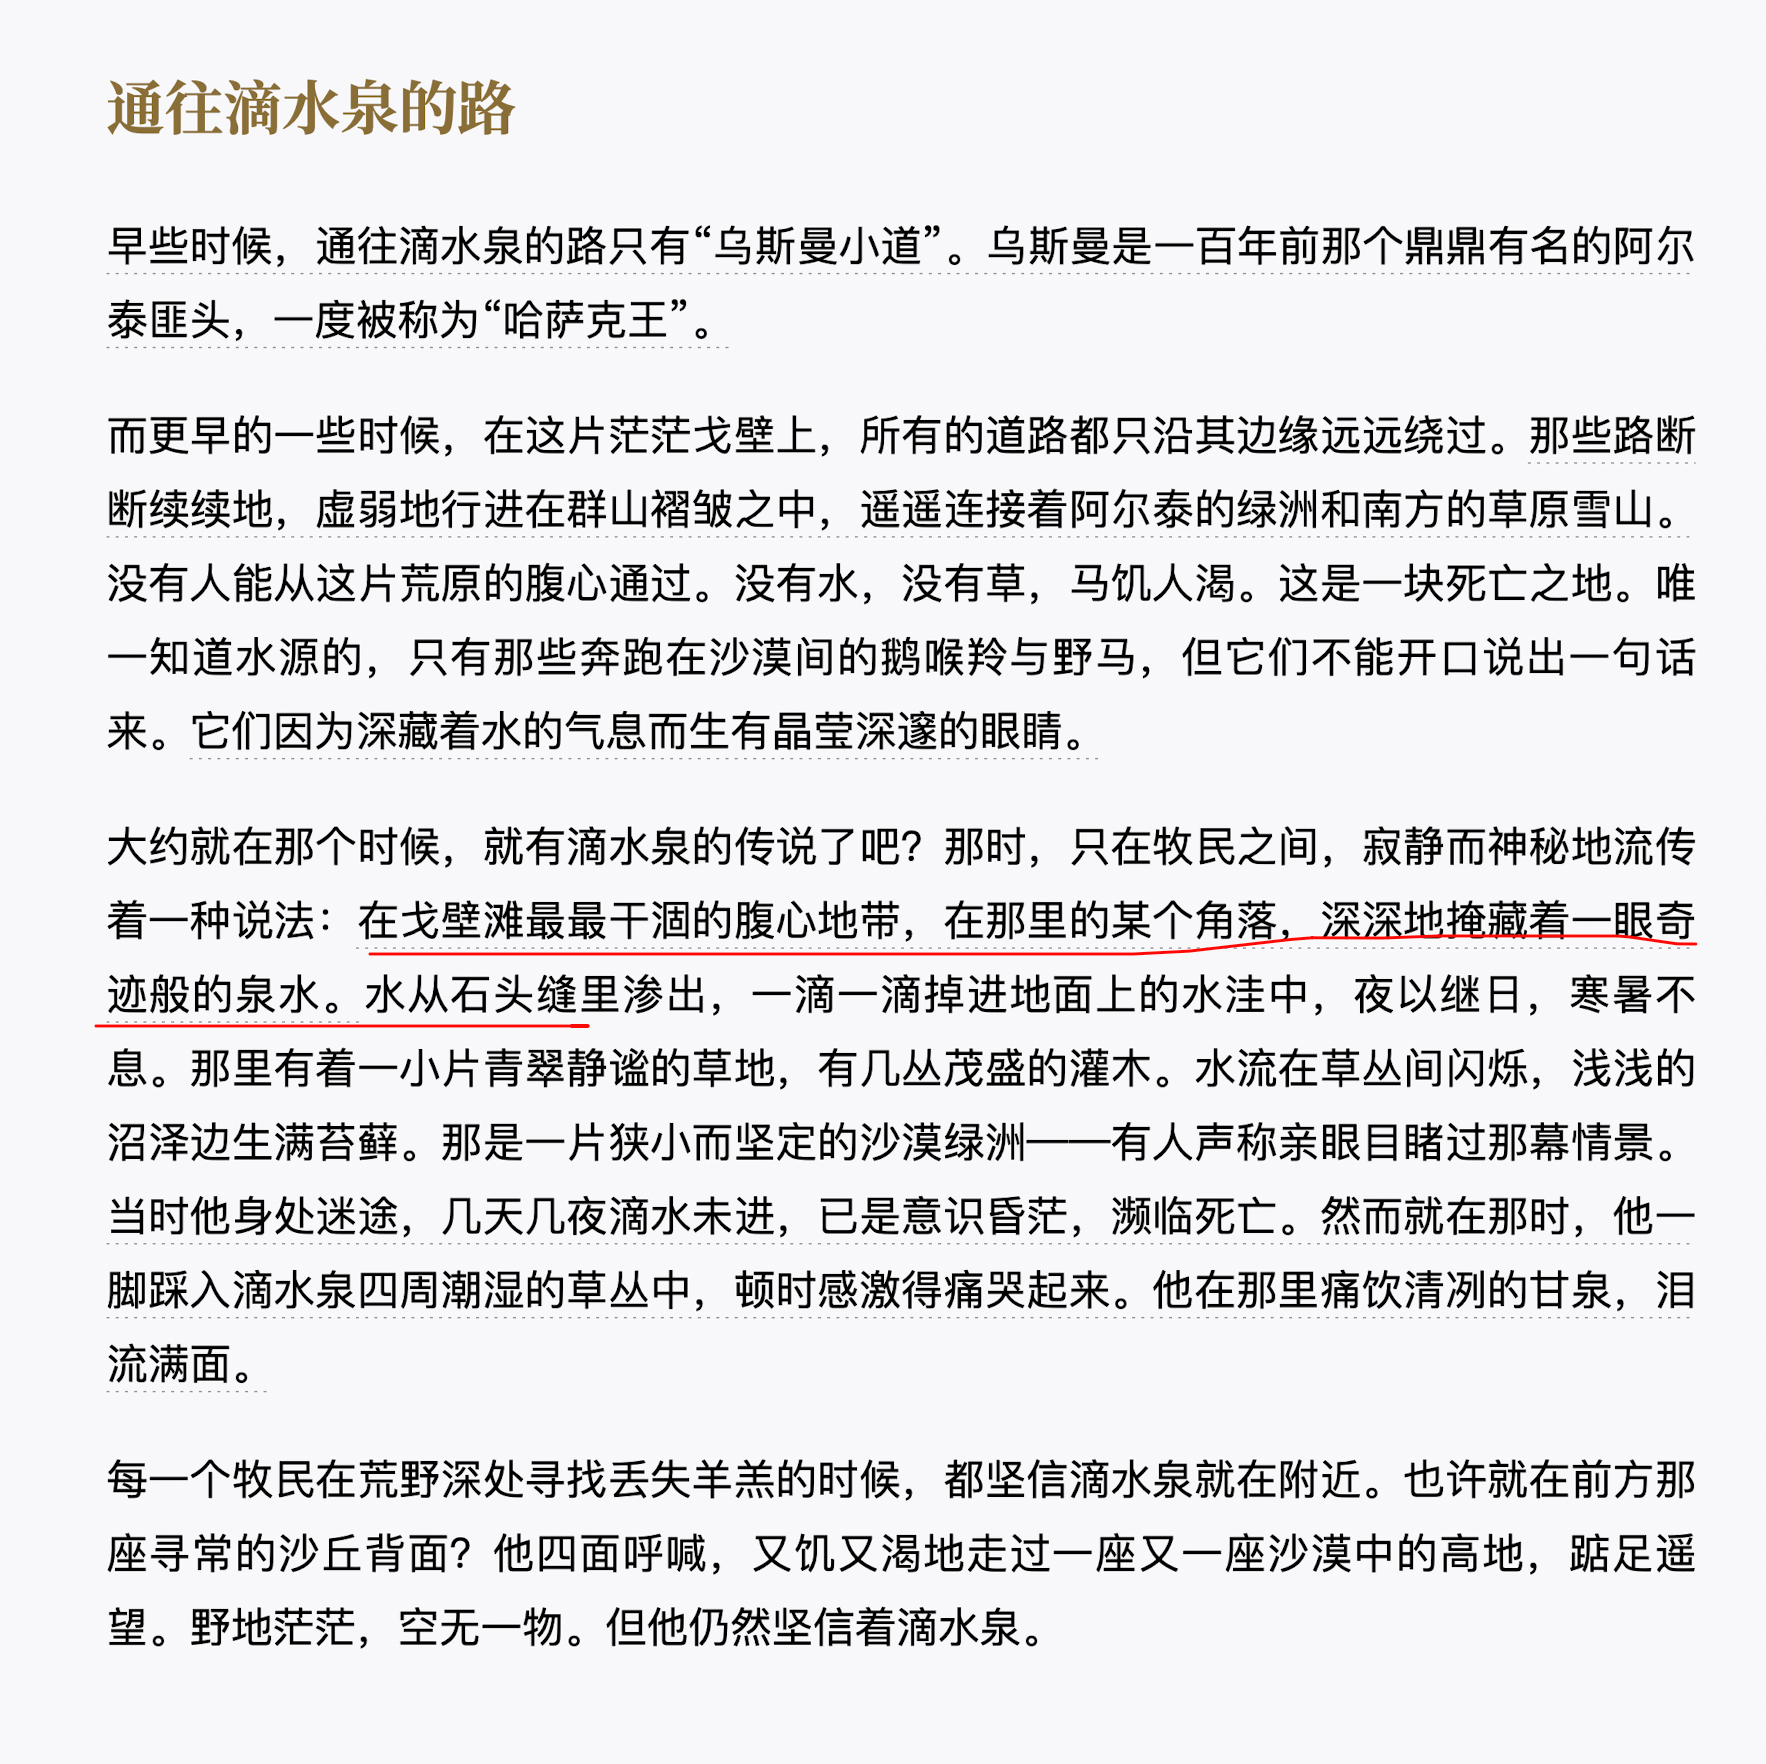 通往滴水泉的路
早些时候，通往滴水泉的路只有“乌斯曼小道”。乌斯曼是一百年前那个鼎鼎有名的阿尔
泰匪头，一度被称为“哈萨克王”。
而更早的一些时候，在这片茫茫戈壁上，所有的道路都只沿其边缘远远绕过。那些路断
断续续地，虚弱地行进在群山褶皱之中，遥遥连接着阿尔泰的绿洲和南方的草原雪山。
没有人能从这片荒原的腹心通过。没有水，没有草，马饥人渴。这是一块死亡之地。唯
一知道水源的，只有那些奔跑在沙漠间的鹅喉羚与野马，但它们不能开口说出一句话
来。它们因为深藏着水的气息而生有晶莹深邃的眼睛。
大约就在那个时候，就有滴水泉的传说了吧？那时，只在牧民之间，寂静而神秘地流传
着一种说法：在戈壁滩最最干涸的腹心地带，在那里的某个角落，深深地掩藏着一眼奇
迹般的泉水。水从石头缝里渗出，一滴一滴掉进地面上的水洼中，夜以继日，寒暑不
息。那里有着一小片青翠静谧的草地，有几丛茂盛的灌木。水流在草丛间闪烁，浅浅的
沼泽边生满苔藓。那是一片狭小而坚定的沙漠绿洲——有人声称亲眼目睹过那幕情景。
当时他身处迷途，几天几夜滴水未进，已是意识昏茫，濒临死亡。然而就在那时，他一
脚踩入滴水泉四周潮湿的草丛中，顿时感激得痛哭起来。他在那里痛饮清冽的甘泉，泪
流满面。
每一个牧民在荒野深处寻找丢失羊羔的时候，都坚信滴水泉就在附近。也许就在前方那
座寻常的沙丘背面？他四面呼喊，又饥又渴地走过一座又一座沙漠中的高地，踮足遥
望。野地茫茫，空无一物。但他仍然坚信着滴水泉。